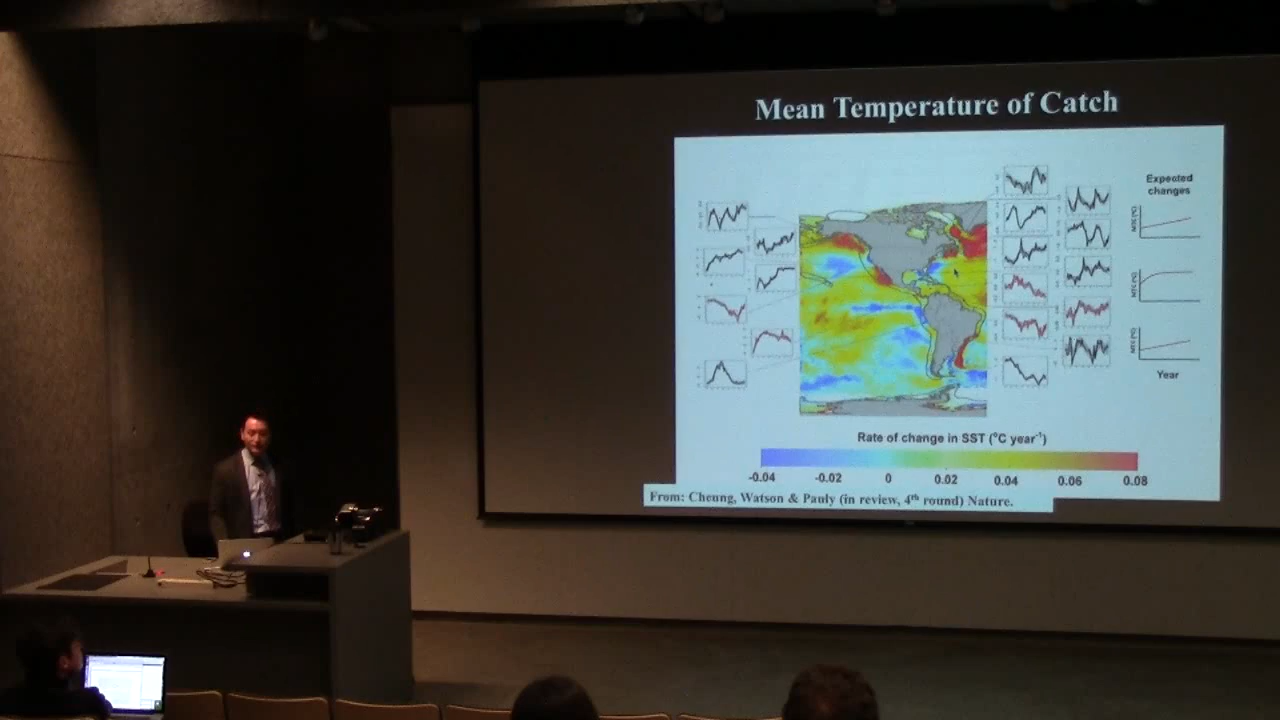 Mean Temperature of Catch
Expected
changes
Year
Rate of change in SST (°C year⁻¹)
-0.04 -0.02 0 0.02 0.04 0.06 0.08
From: Cheung, Watson & Pauly (in review, 4th round) Nature.